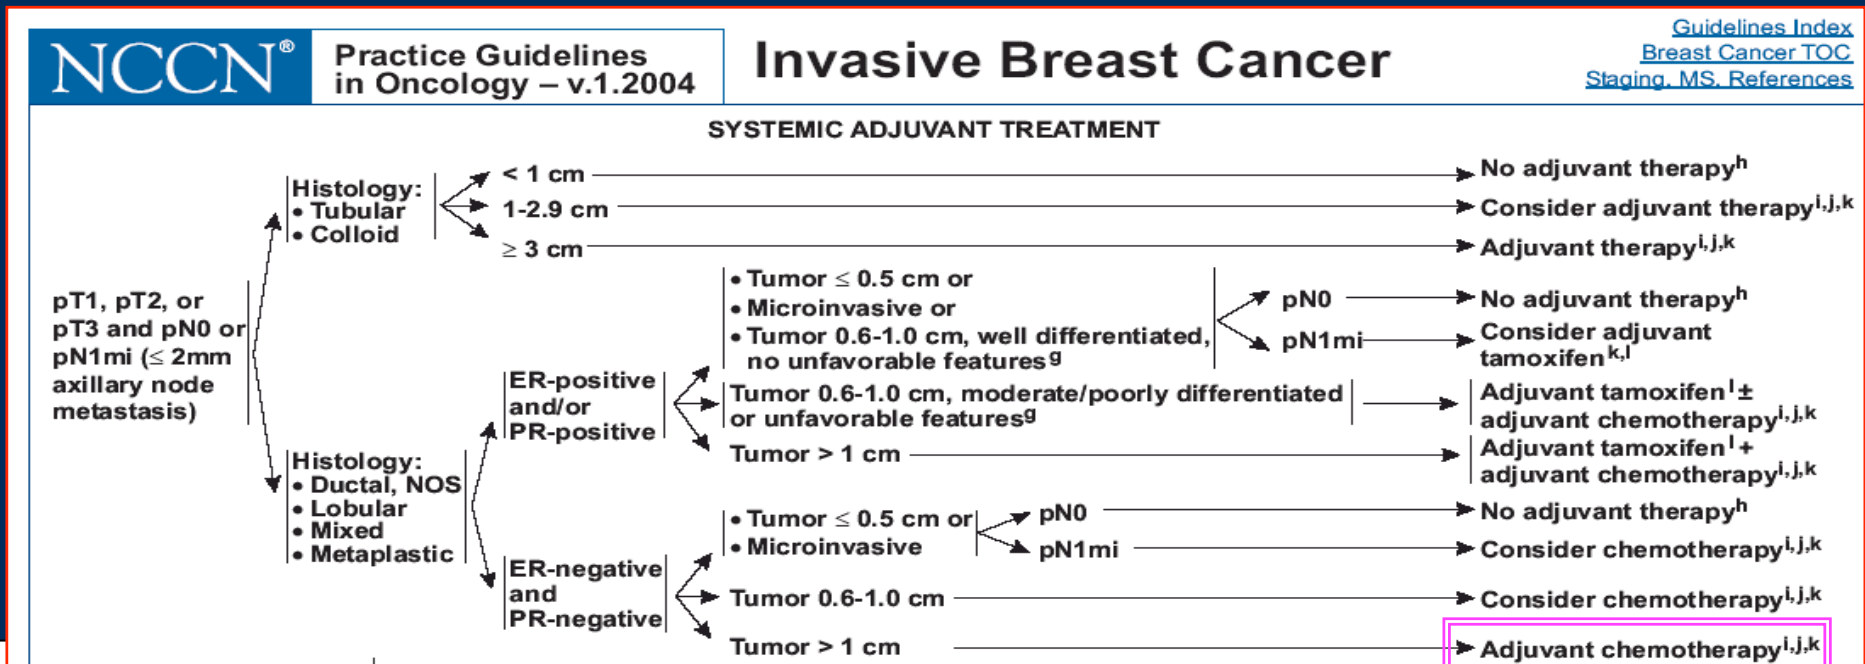 NCCN®
Practice Guidelines
in Oncology – v.1.2004
Invasive Breast Cancer
Guidelines Index
Breast Cancer TOC
Staging, MS, References
SYSTEMIC ADJUVANT TREATMENT
pT1, pT2, or
pT3 and pN0 or
pN1mi (≤ 2mm
axillary node
metastasis)
Histology:
• Tubular
• Colloid
< 1 cm
No adjuvant therapyʰ
1-2.9 cm
Consider adjuvant therapyⁱ,ʲ,ᵏ
≥ 3 cm
Adjuvant therapyⁱ,ʲ,ᵏ
Histology:
• Ductal, NOS
• Lobular
• Mixed
• Metaplastic
ER-positive
and/or
PR-positive
• Tumor ≤ 0.5 cm or
• Microinvasive or
• Tumor 0.6-1.0 cm, well differentiated,
no unfavorable featuresᵍ
pN0
No adjuvant therapyʰ
pN1mi
Consider adjuvant
tamoxifenᵏ,ˡ
Tumor 0.6-1.0 cm, moderate/poorly differentiated
or unfavorable featuresᵍ
Adjuvant tamoxifenˡ ±
adjuvant chemotherapyⁱ,ʲ,ᵏ
Tumor > 1 cm
Adjuvant tamoxifenˡ +
adjuvant chemotherapyⁱ,ʲ,ᵏ
ER-negative
and
PR-negative
• Tumor ≤ 0.5 cm or
• Microinvasive
pN0
No adjuvant therapyʰ
pN1mi
Consider chemotherapyⁱ,ʲ,ᵏ
Tumor 0.6-1.0 cm
Consider chemotherapyⁱ,ʲ,ᵏ
Tumor > 1 cm
Adjuvant chemotherapyⁱ,ʲ,ᵏ